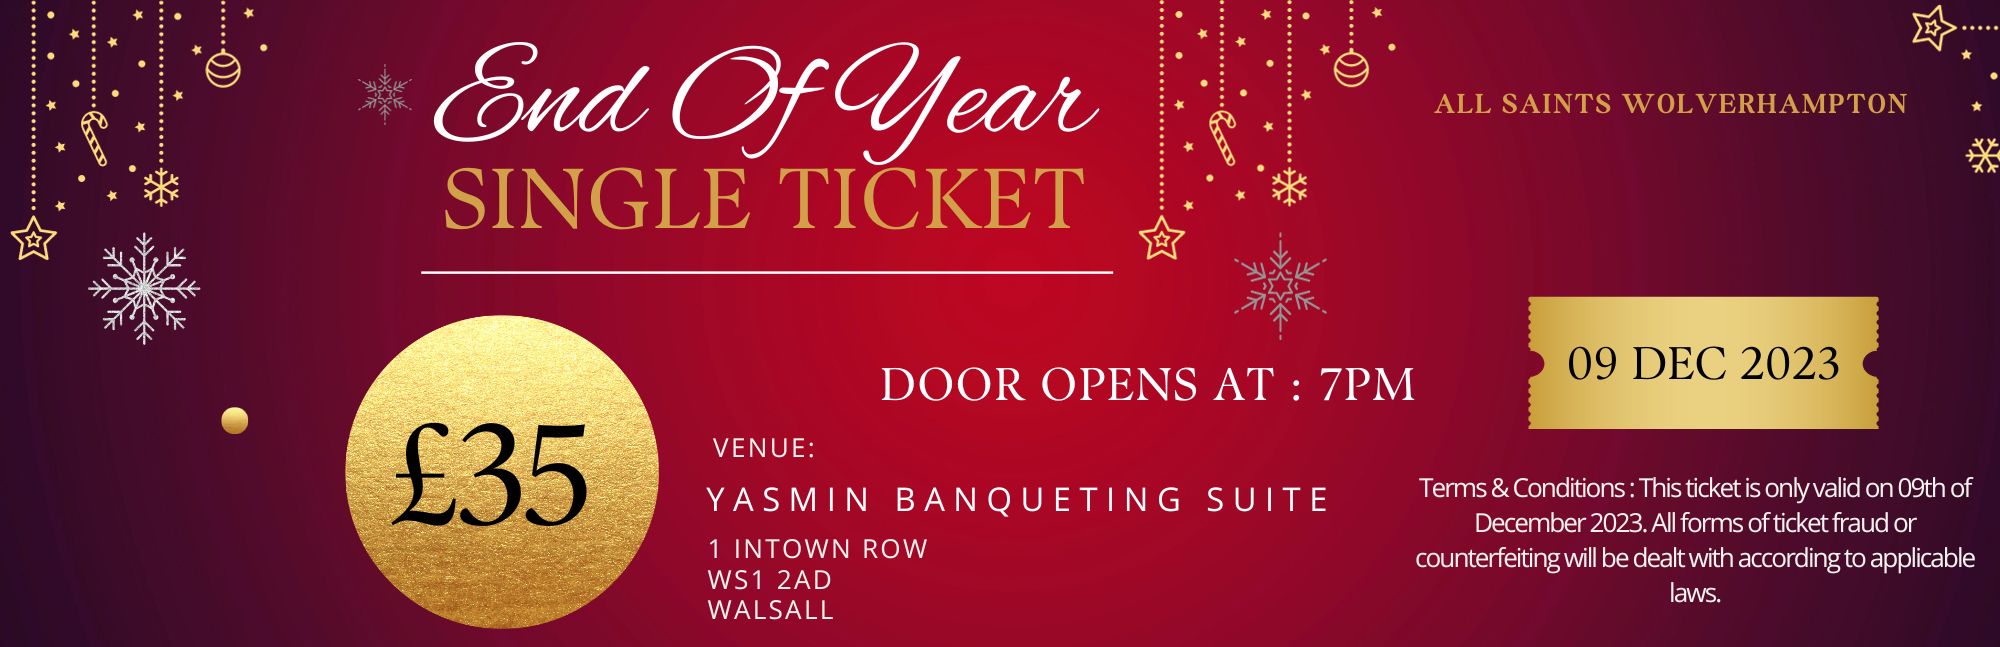 End Of Year
SINGLE TICKET
ALL SAINTS WOLVERHAMPTON
£35
DOOR OPENS AT : 7PM
VENUE:
YASMIN BANQUETING SUITE
1 INTOWN ROW
WS1 2AD
WALSALL
09 DEC 2023
Terms & Conditions : This ticket is only valid on 09th of
December 2023. All forms of ticket fraud or
counterfeiting will be dealt with according to applicable
laws.